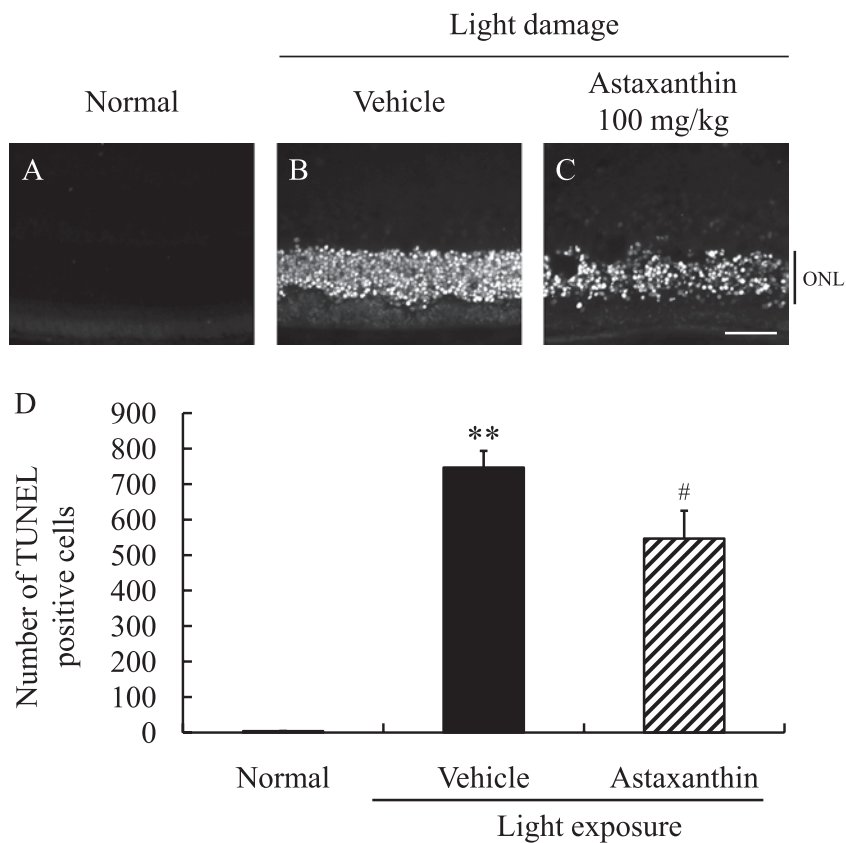 Light damage
Normal
Vehicle
Astaxanthin
100 mg/kg
A
B
C
ONL
D
Number of TUNEL
positive cells
900
800
700
600
500
400
300
200
100
0
**
#
Normal
Vehicle
Astaxanthin
Light exposure